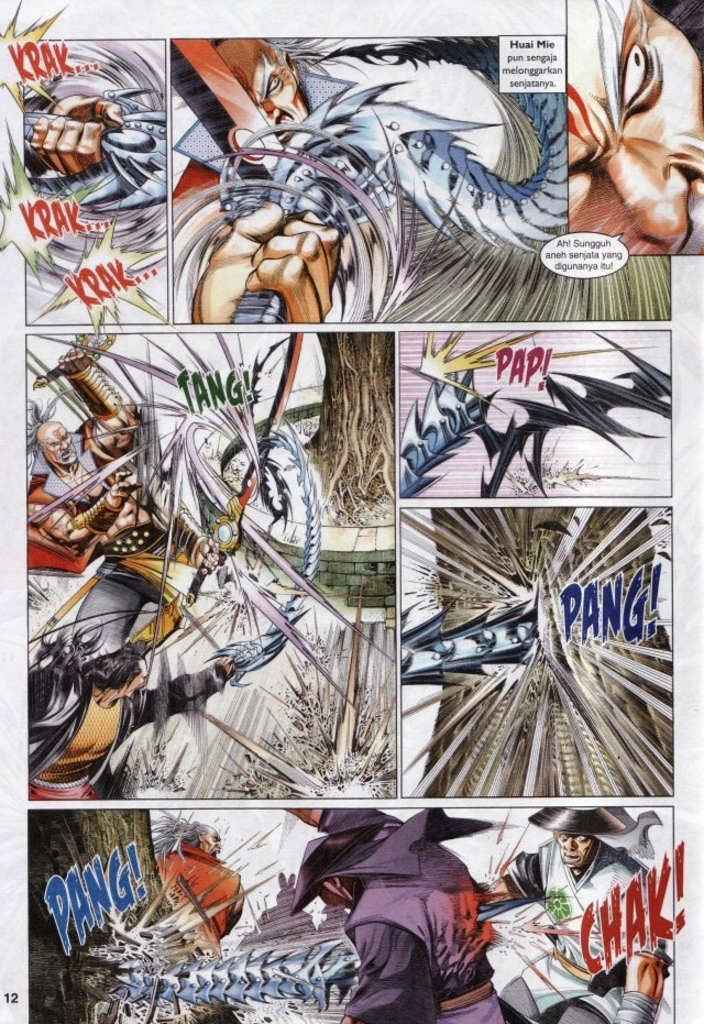 KRAK...
KRAK...
KRAK...
Huai Mie
pun sengaja
melonggarkan
senjatanya.
Ah! Sungguh
aneh senjata yang
digunanya itu!
TANG!
PAP!
PANG!
PANG!
CHAK!
12